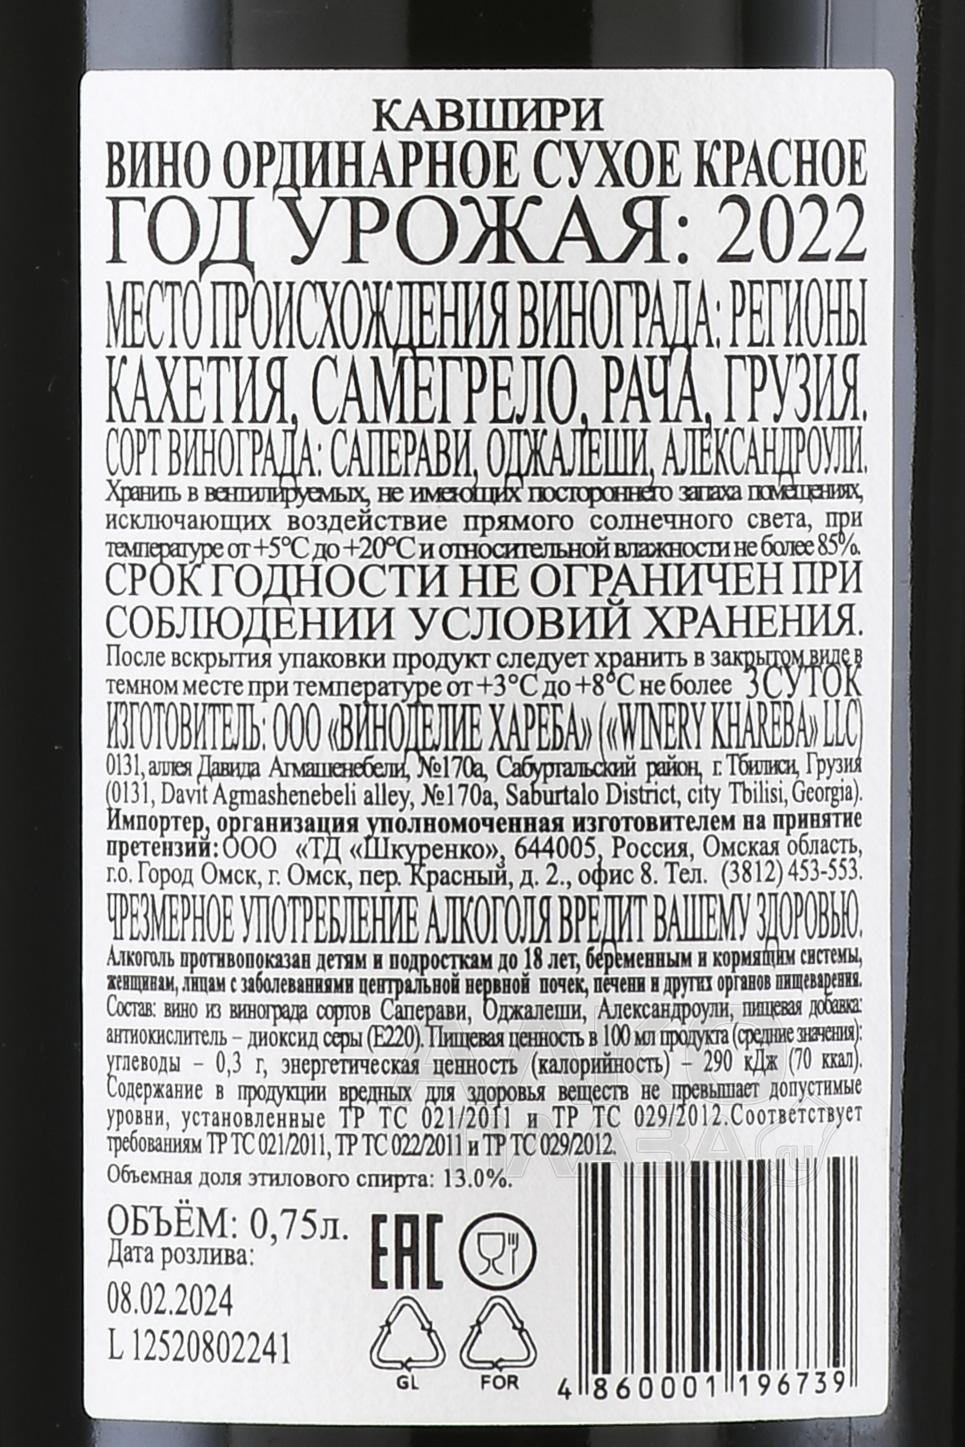 КАВШИРИ
ВИНО ОРДИНАРНОЕ СУХОЕ КРАСНОЕ
ГОД УРОЖАЯ: 2022
МЕСТО ПРОИСХОЖДЕНИЯ ВИНОГРАДА: РЕГИОНЫ
КАХЕТИЯ, САМЕГРЕЛО, РАЧА, ГРУЗИЯ.
СОРТ ВИНОГРАДА: САПЕРАВИ, ОДЖАЛЕШИ, АЛЕКСАНДРОУЛИ.
Хранить в вентилируемых, не имеющих постороннего запаха помещениях,
исключающих воздействие прямого солнечного света, при
температуре от +5°C до +20°C и относительной влажности не более 85%.
СРОК ГОДНОСТИ НЕ ОГРАНИЧЕН ПРИ
СОБЛЮДЕНИИ УСЛОВИЙ ХРАНЕНИЯ.
После вскрытия упаковки продукт следует хранить в закрытом виде в
темном месте при температуре от +3°C до +8°C не более 3 СУТОК
ИЗГОТОВИТЕЛЬ: ООО «ВИНОДЕЛИЕ ХАРЕБА» («WINERY KHAREBA» LLC)
0131, аллея Давида Агмашенебели, №170а, Сабурталский район, г. Тбилиси, Грузия
(0131, Davit Agmashenebeli alley, №170a, Saburtalo District, city Tbilisi, Georgia).
Импортер, организация уполномоченная изготовителем на принятие
претензий: ООО «ТД «Шкуренко», 644005, Россия, Омская область,
г.о. Город Омск, г. Омск, пер. Красный, д. 2., офис 8. Тел. (3812) 453-553.
ЧРЕЗМЕРНОЕ УПОТРЕБЛЕНИЕ АЛКОГОЛЯ ВРЕДИТ ВАШЕМУ ЗДОРОВЬЮ.
Алкоголь противопоказан детям и подросткам до 18 лет, беременным и кормящим системы,
женщинам, лицам с заболеваниями центральной нервной почек, печени и других органов пищеварения.
Состав: вино из винограда сортов Саперави, Оджалеши, Александроули, пищевая добавка:
антиокислитель – диоксид серы (Е220). Пищевая ценность в 100 мл продукта (средние значения):
углеводы – 0,3 г, энергетическая ценность (калорийность) – 290 кДж (70 ккал).
Содержание в продукции вредных для здоровья веществ не превышает допустимые
уровни, установленные ТР ТС 021/2011 и ТР ТС 029/2012.Соответствует
требованиям ТР ТС 021/2011, ТР ТС 022/2011 и ТР ТС 029/2012.
Объемная доля этилового спирта: 13.0%.
ОБЪЁМ: 0,75л.
Дата розлива:
08.02.2024
L 12520802241
EAC
GL
FOR
4 860001 196739